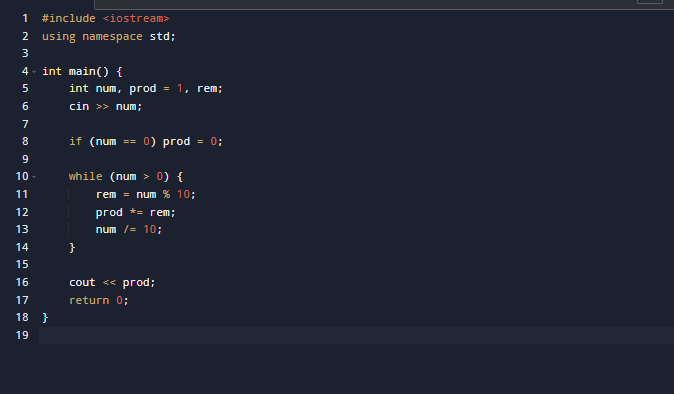 1 #include <iostream>
2 using namespace std;
3
4 int main() {
5     int num, prod = 1, rem;
6     cin >> num;
7
8     if (num == 0) prod = 0;
9
10     while (num > 0) {
11         rem = num % 10;
12         prod *= rem;
13         num /= 10;
14     }
15
16     cout << prod;
17     return 0;
18 }
19